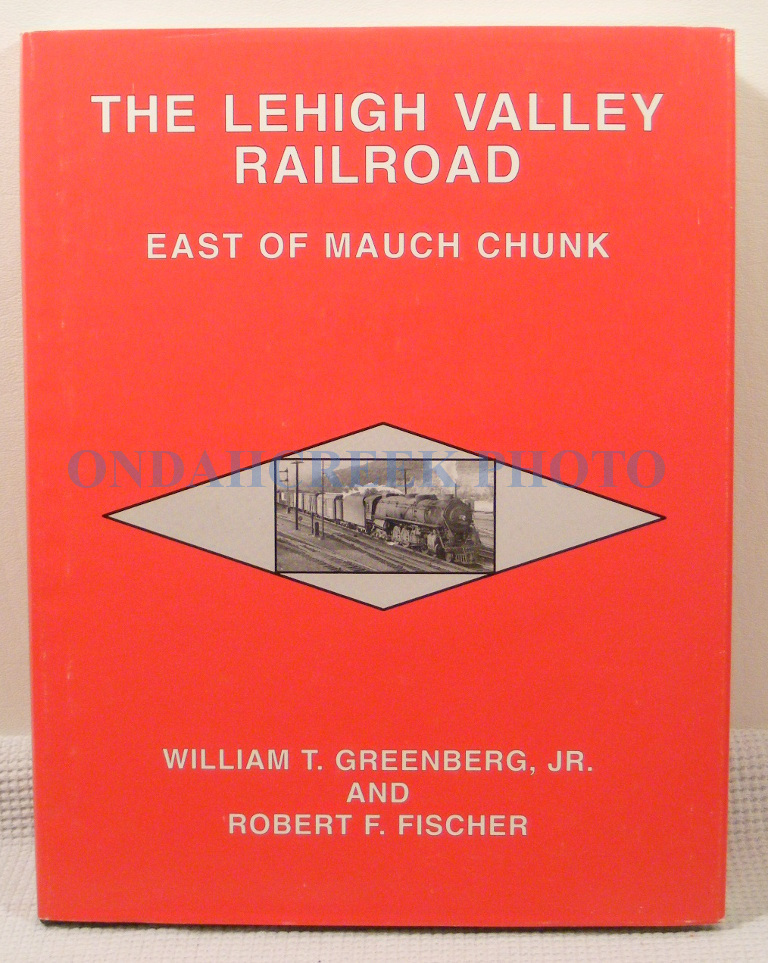 THE LEHIGH VALLEY
RAILROAD
EAST OF MAUCH CHUNK
ONDAHCREEK PHOTO
WILLIAM T. GREENBERG, JR.
AND
ROBERT F. FISCHER